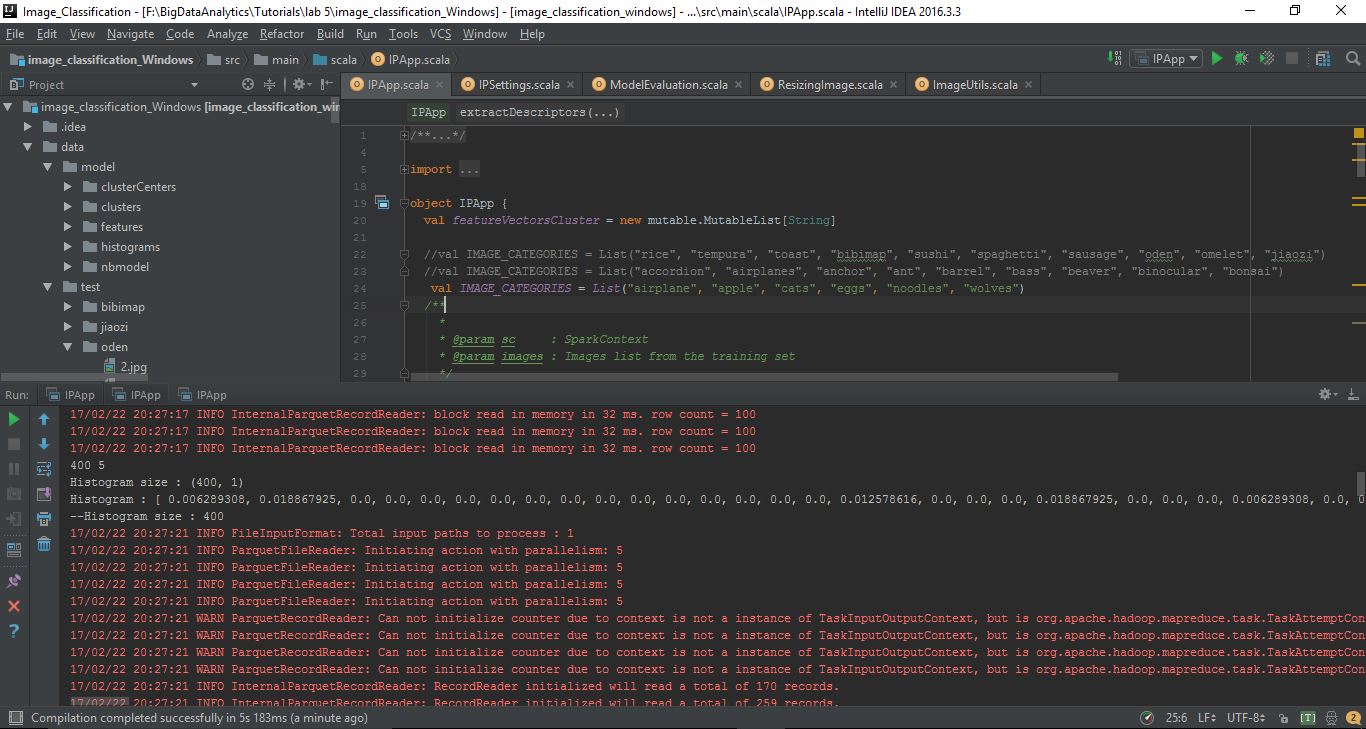 Image_Classification - [F:\BigDataAnalytics\Tutorials\lab 5\image_classification_Windows] - [image_classification_windows] - ...\src\main\scala\IPApp.scala - IntelliJ IDEA 2016.3.3
File Edit View Navigate Code Analyze Refactor Build Run Tools VCS Window Help
image_classification_Windows src main scala IPApp.scala IPApp
Project IPApp.scala IPSettings.scala ModelEvaluation.scala ResizingImage.scala ImageUtils.scala
image_classification_Windows [image_classification_win
.idea
data
model
clusterCenters
clusters
features
histograms
nbmodel
test
bibimap
jiaozi
oden
2.jpg
IPApp extractDescriptors(...)
1 /**...*/
4
5 import ...
18
19 object IPApp {
20 val featureVectorsCluster = new mutable.MutableList[String]
21
22 //val IMAGE_CATEGORIES = List("rice", "tempura", "toast", "bibimap", "sushi", "spaghetti", "sausage", "oden", "omelet", "jiaozi")
23 //val IMAGE_CATEGORIES = List("accordion", "airplanes", "anchor", "ant", "barrel", "bass", "beaver", "binocular", "bonsai")
24 val IMAGE_CATEGORIES = List("airplane", "apple", "cats", "eggs", "noodles", "wolves")
25 /**
26 *
27 * @param sc : SparkContext
28 * @param images : Images list from the training set
29 */
Run: IPApp IPApp IPApp
17/02/22 20:27:17 INFO InternalParquetRecordReader: block read in memory in 32 ms. row count = 100
17/02/22 20:27:17 INFO InternalParquetRecordReader: block read in memory in 32 ms. row count = 100
17/02/22 20:27:17 INFO InternalParquetRecordReader: block read in memory in 32 ms. row count = 100
400 5
Histogram size : (400, 1)
Histogram : [ 0.006289308, 0.018867925, 0.0, 0.0, 0.0, 0.0, 0.0, 0.0, 0.0, 0.0, 0.0, 0.0, 0.0, 0.0, 0.0, 0.0, 0.012578616, 0.0, 0.0, 0.0, 0.018867925, 0.0, 0.0, 0.0, 0.006289308, 0.0, 0
--Histogram size : 400
17/02/22 20:27:21 INFO FileInputFormat: Total input paths to process : 1
17/02/22 20:27:21 INFO ParquetFileReader: Initiating action with parallelism: 5
17/02/22 20:27:21 INFO ParquetFileReader: Initiating action with parallelism: 5
17/02/22 20:27:21 INFO ParquetFileReader: Initiating action with parallelism: 5
17/02/22 20:27:21 INFO ParquetFileReader: Initiating action with parallelism: 5
17/02/22 20:27:21 WARN ParquetRecordReader: Can not initialize counter due to context is not a instance of TaskInputOutputContext, but is org.apache.hadoop.mapreduce.task.TaskAttemptCon
17/02/22 20:27:21 WARN ParquetRecordReader: Can not initialize counter due to context is not a instance of TaskInputOutputContext, but is org.apache.hadoop.mapreduce.task.TaskAttemptCon
17/02/22 20:27:21 WARN ParquetRecordReader: Can not initialize counter due to context is not a instance of TaskInputOutputContext, but is org.apache.hadoop.mapreduce.task.TaskAttemptCon
17/02/22 20:27:21 WARN ParquetRecordReader: Can not initialize counter due to context is not a instance of TaskInputOutputContext, but is org.apache.hadoop.mapreduce.task.TaskAttemptCon
17/02/22 20:27:21 INFO InternalParquetRecordReader: RecordReader initialized will read a total of 170 records.
17/02/22 20:27:21 INFO InternalParquetRecordReader: RecordReader initialized will read a total of 259 records.
Compilation completed successfully in 5s 183ms (a minute ago) 25:6 LF UTF-8 [T] 2